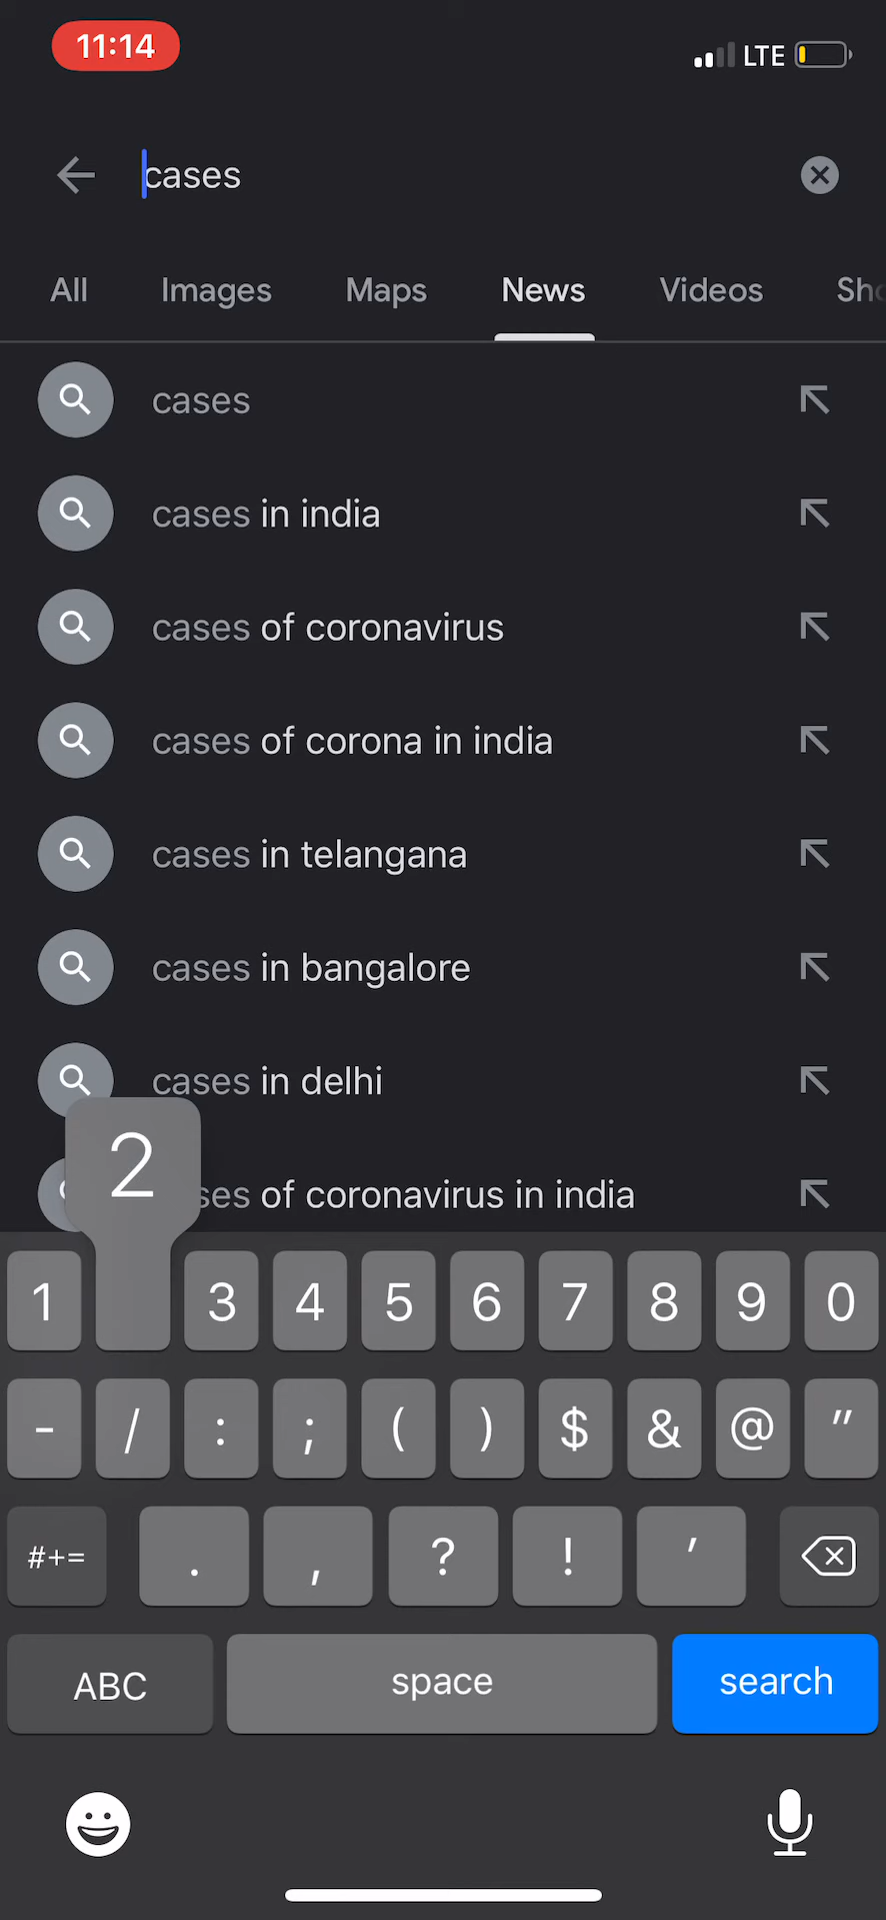 11:14 LTE
cases
All Images Maps News Videos Sho
cases
cases in india
cases of coronavirus
cases of corona in india
cases in telangana
cases in bangalore
cases in delhi
ses of coronavirus in india
2
1 3 4 5 6 7 8 9 0
- / : ; ( ) $ & @ "
#+= . , ? ! '
ABC space search